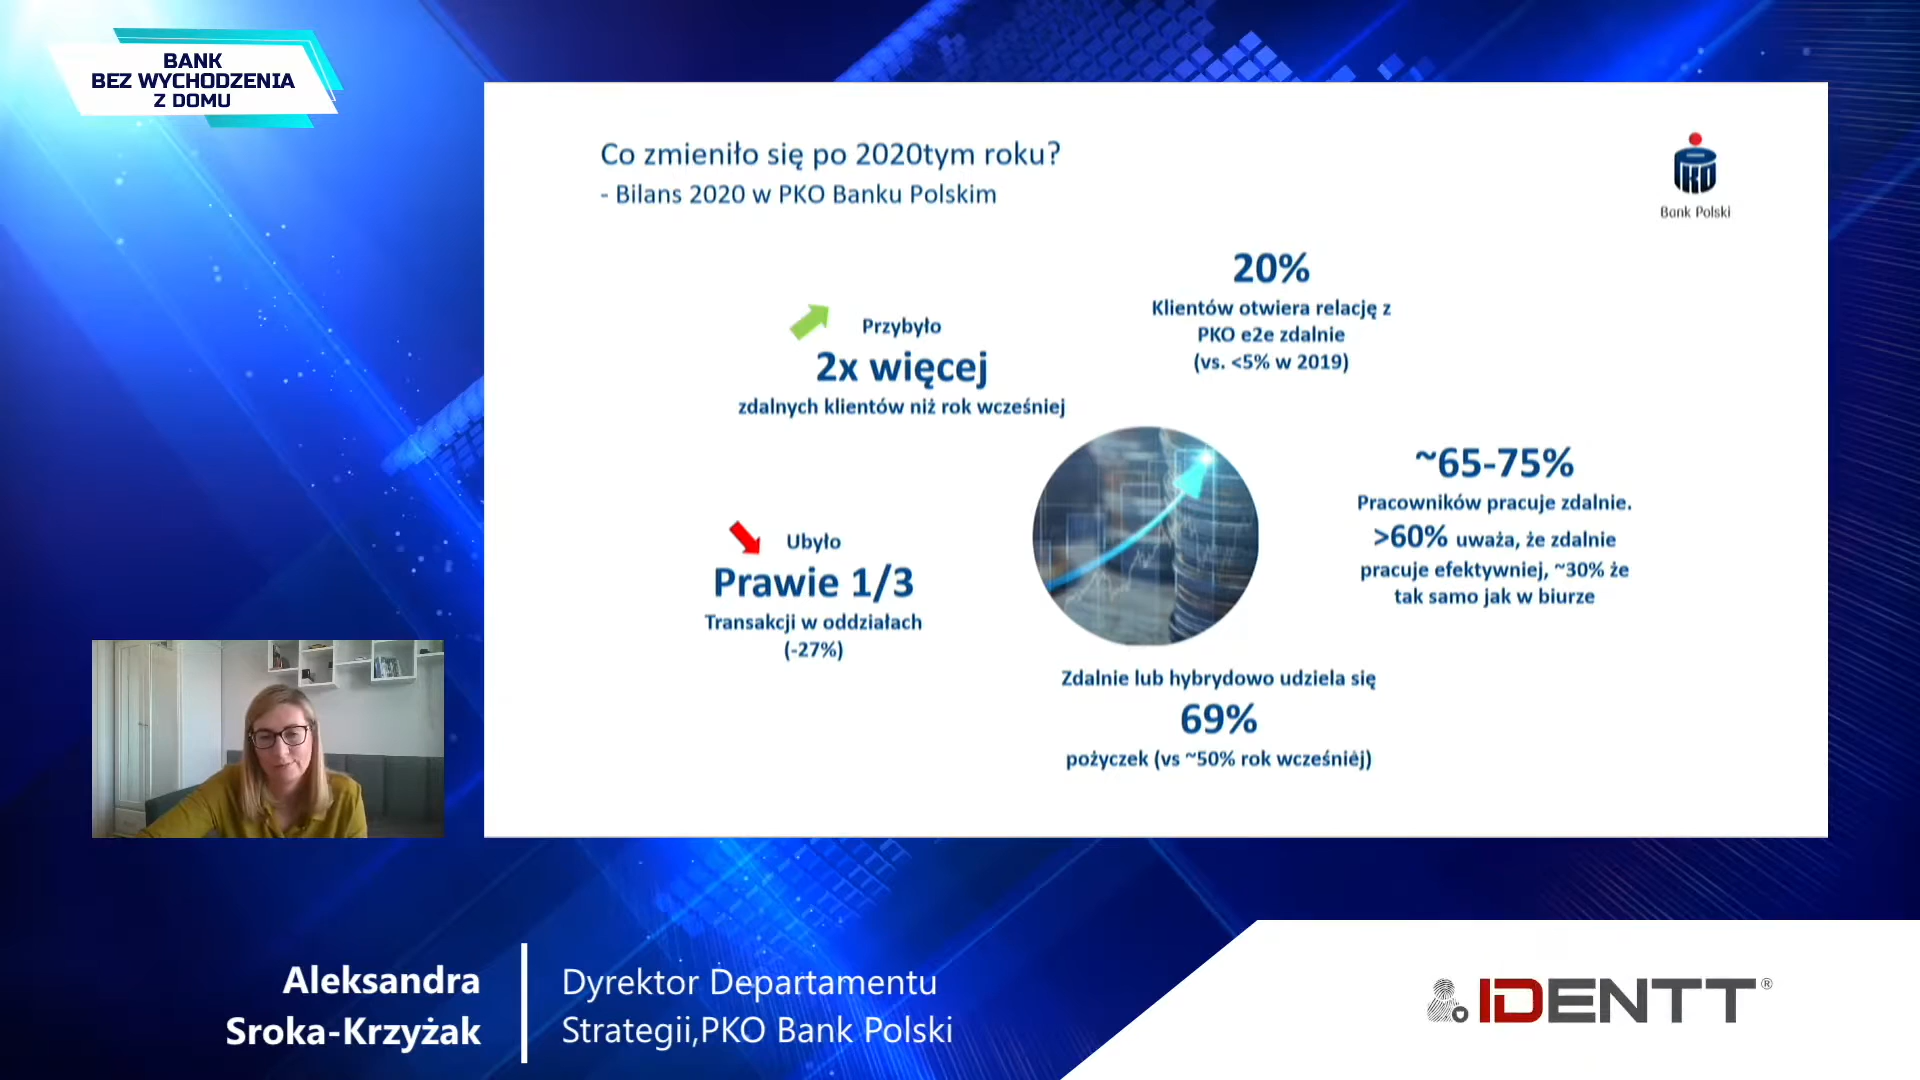 BANK
BEZ WYCHODZENIA
Z DOMU
Co zmieniło się po 2020tym roku?
- Bilans 2020 w PKO Banku Polskim
PKO
Bank Polski
20%
Klientów otwiera relację z
PKO e2e zdalnie
(vs. <5% w 2019)
Przybyło
2x więcej
zdalnych klientów niż rok wcześniej
~65-75%
Pracowników pracuje zdalnie.
>60% uważa, że zdalnie
pracuje efektywniej, ~30% że
tak samo jak w biurze
Ubyło
Prawie 1/3
Transakcji w oddziałach
(-27%)
Zdalnie lub hybrydowo udziela się
69%
pożyczek (vs ~50% rok wcześniej)
Aleksandra
Sroka-Krzyżak
Dyrektor Departamentu
Strategii,PKO Bank Polski
IDENTT®